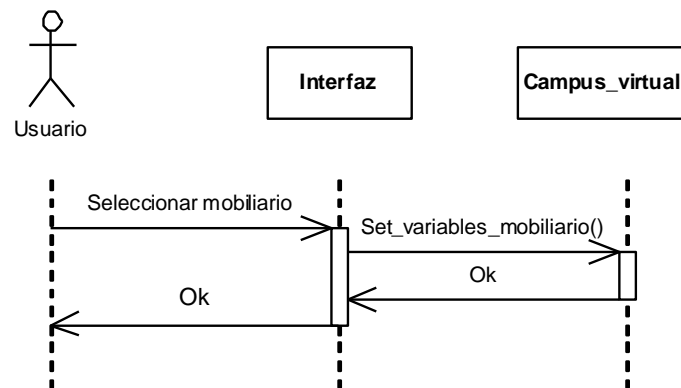 Usuario
Interfaz
Campus_virtual
Seleccionar mobiliario
Set_variables_mobiliario()
Ok
Ok